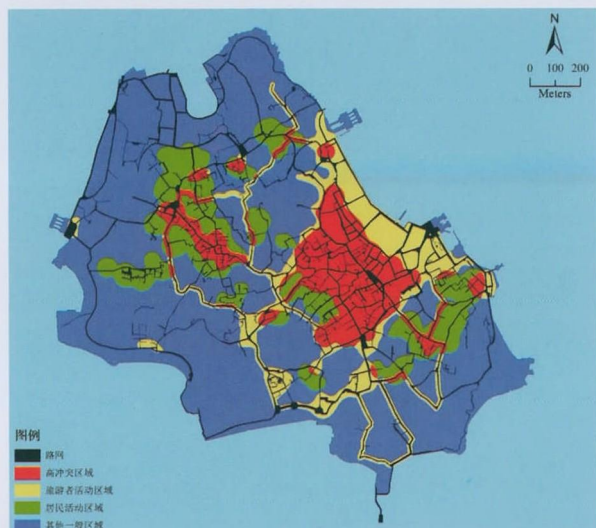 N
0 100 200
Meters
图例
路网
高冲突区域
旅游者活动区域
居民活动区域
其他一般区域